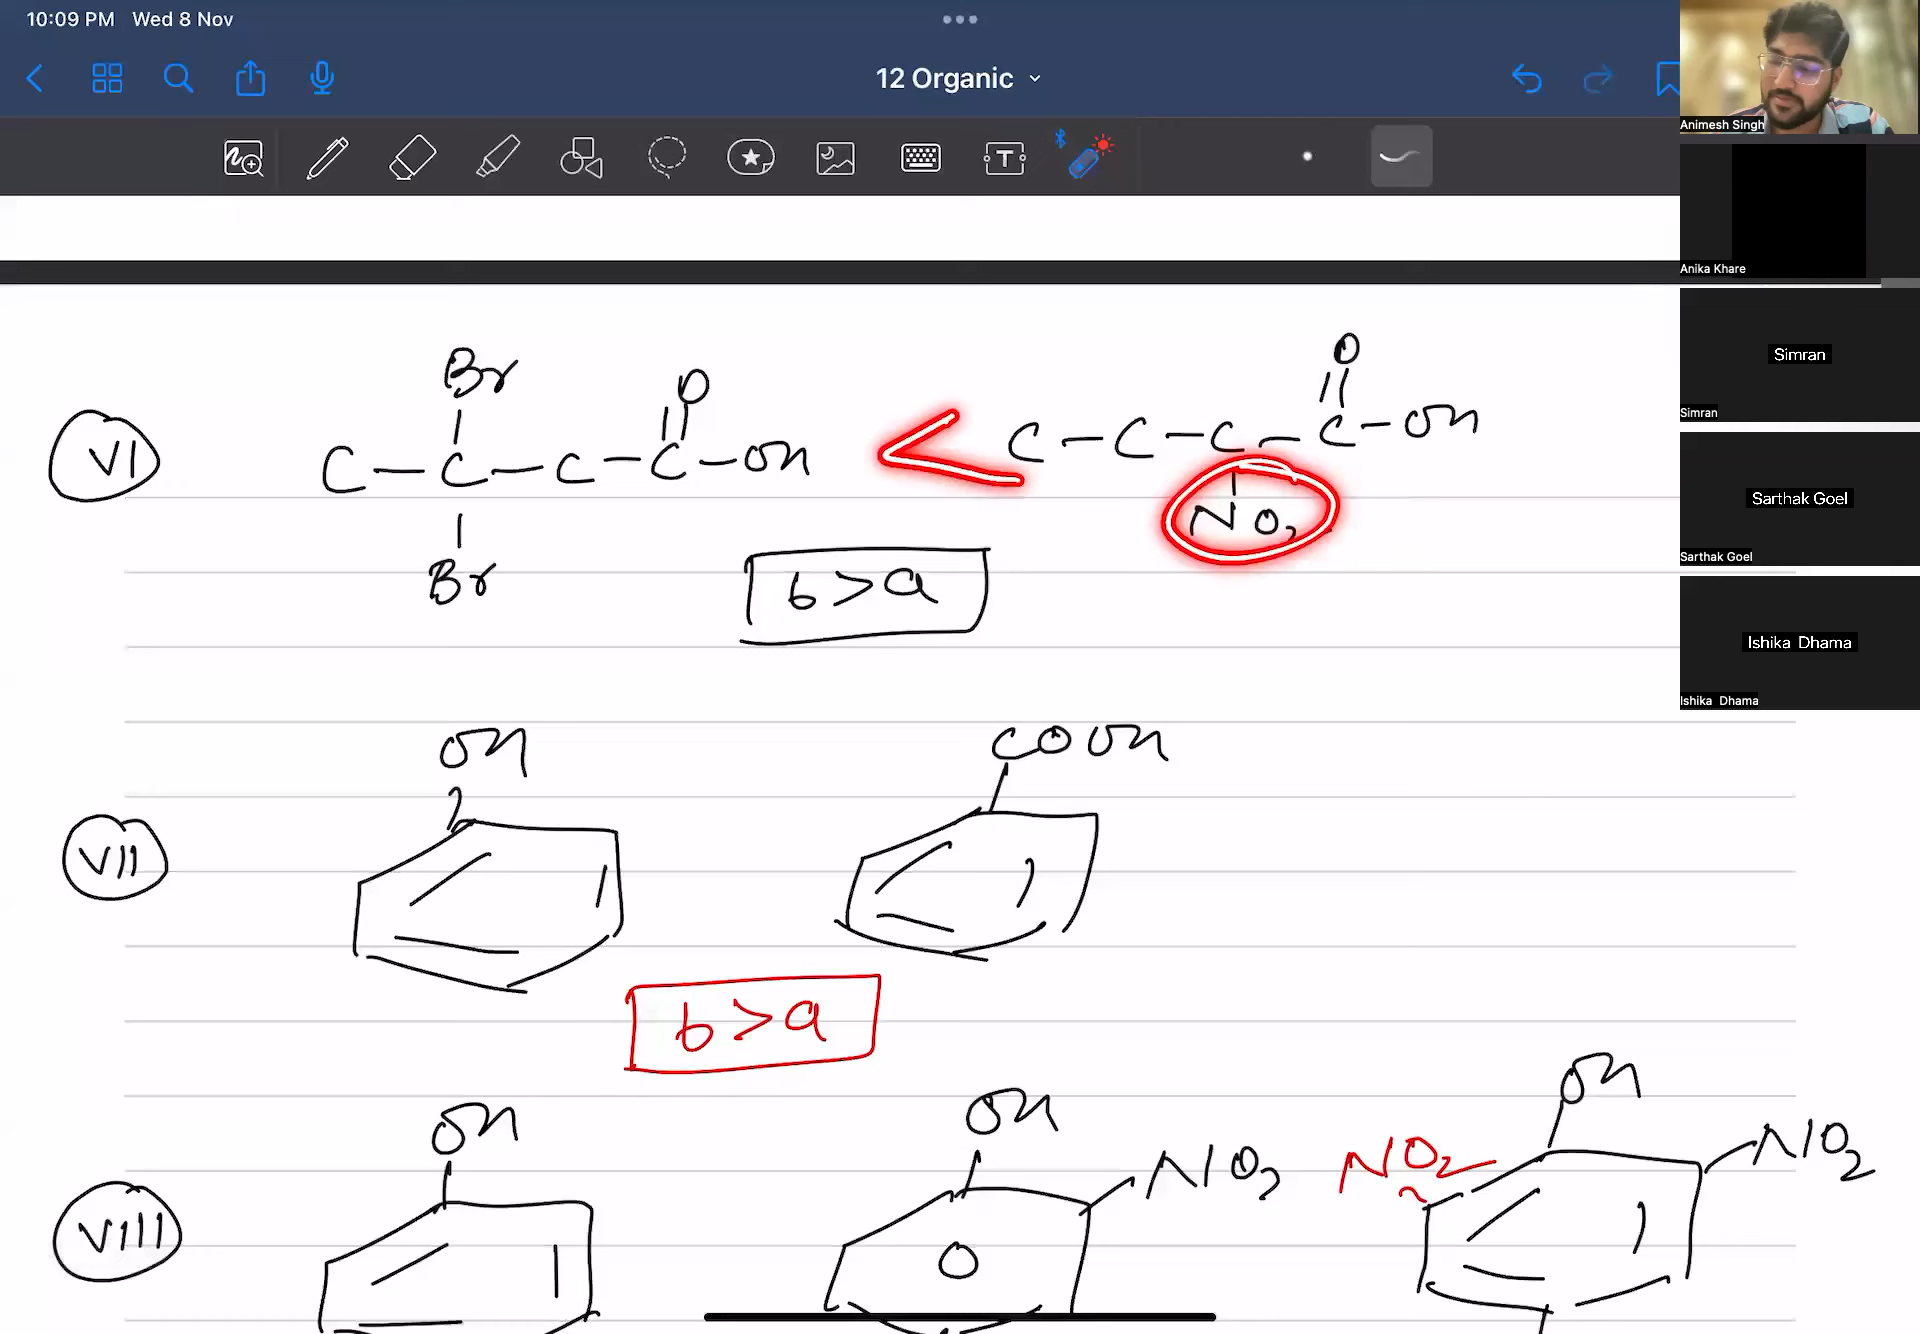 10:09 PM Wed 8 Nov
12 Organic
Animesh Singh
Anika Khare
Simran
Simran
Sarthak Goel
Sarthak Goel
Ishika Dhama
Ishika Dhama
VI
Br
O
C - C - C - C - OH
Br
<
O
C - C - C - C - OH
NO2
b > a
VII
OH
COOH
b > a
VIII
OH
OH
NO2
OH
NO2
NO2